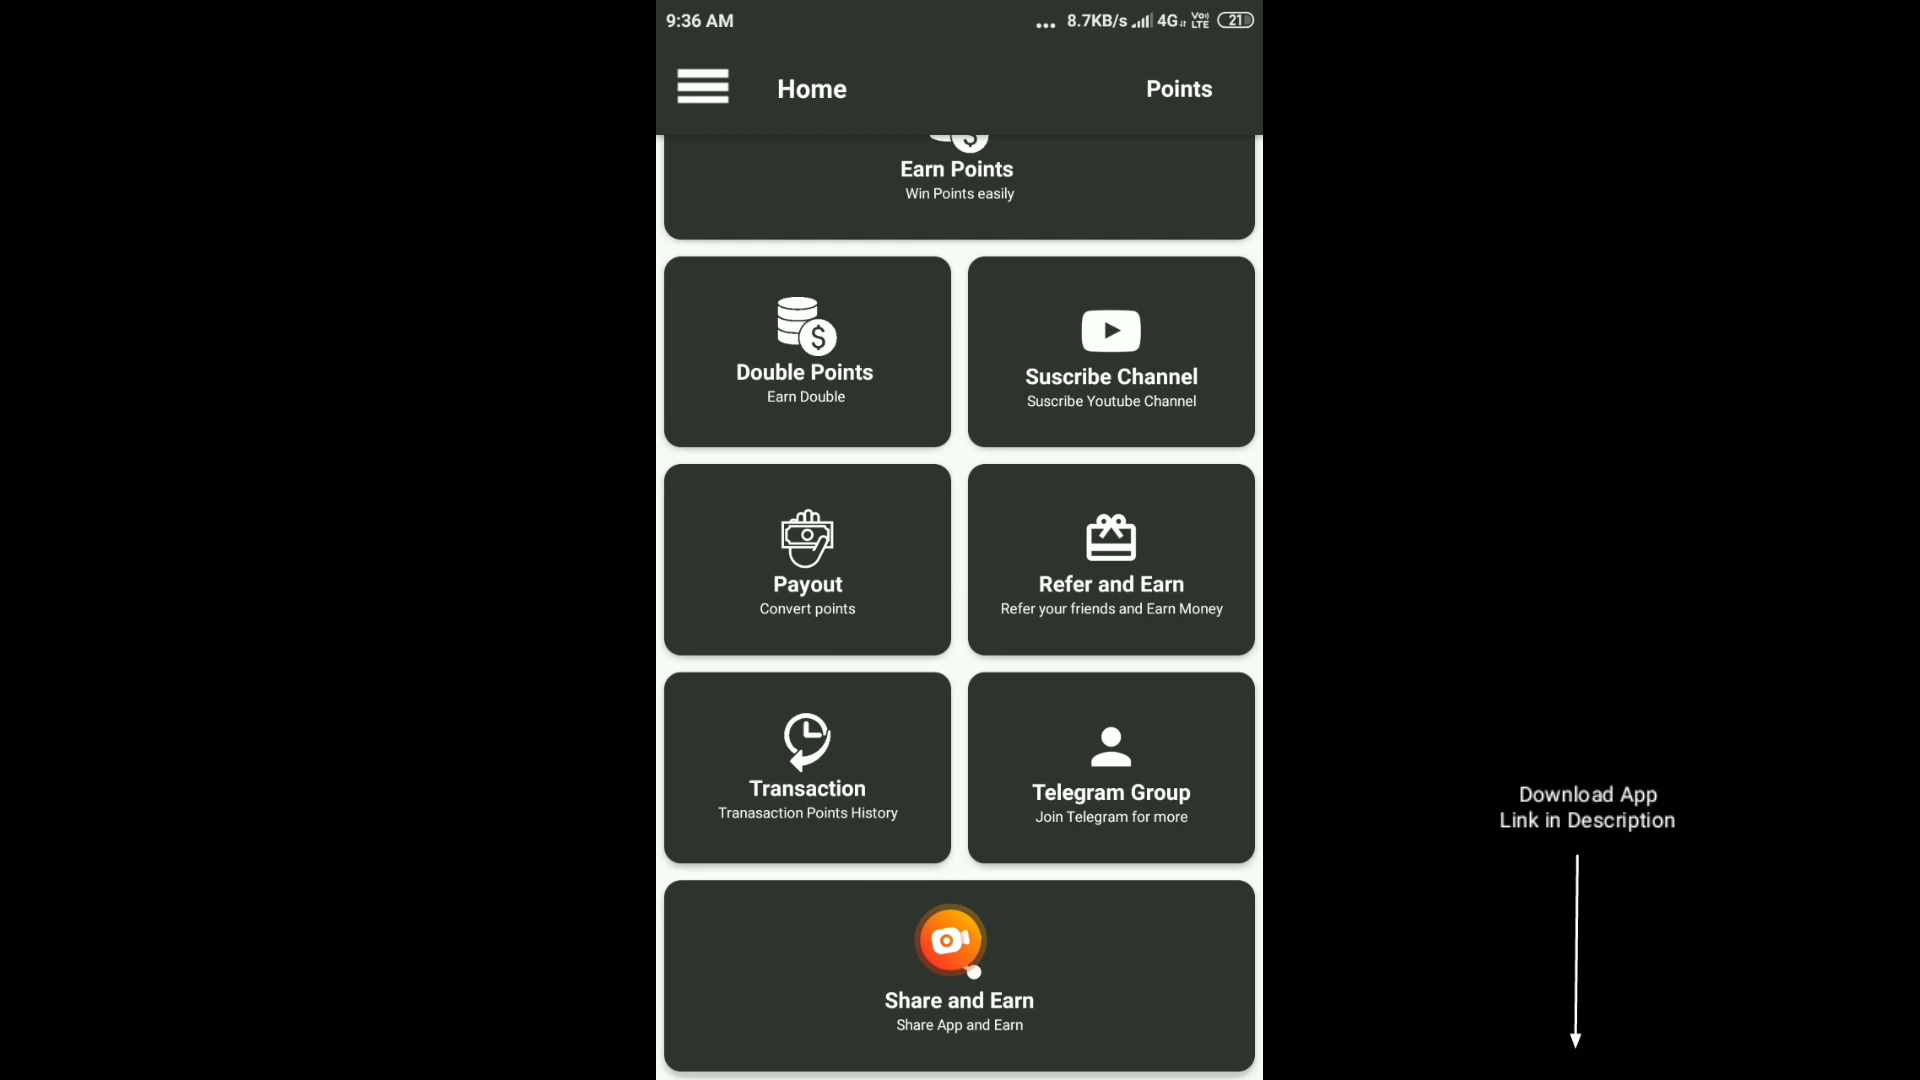 9:36 AM
... 8.7KB/s 4G Vo) LTE 21
Home
Points
Earn Points
Win Points easily
Double Points
Earn Double
Suscribe Channel
Suscribe Youtube Channel
Payout
Convert points
Refer and Earn
Refer your friends and Earn Money
Transaction
Tranasaction Points History
Telegram Group
Join Telegram for more
Download App
Link in Description
Share and Earn
Share App and Earn